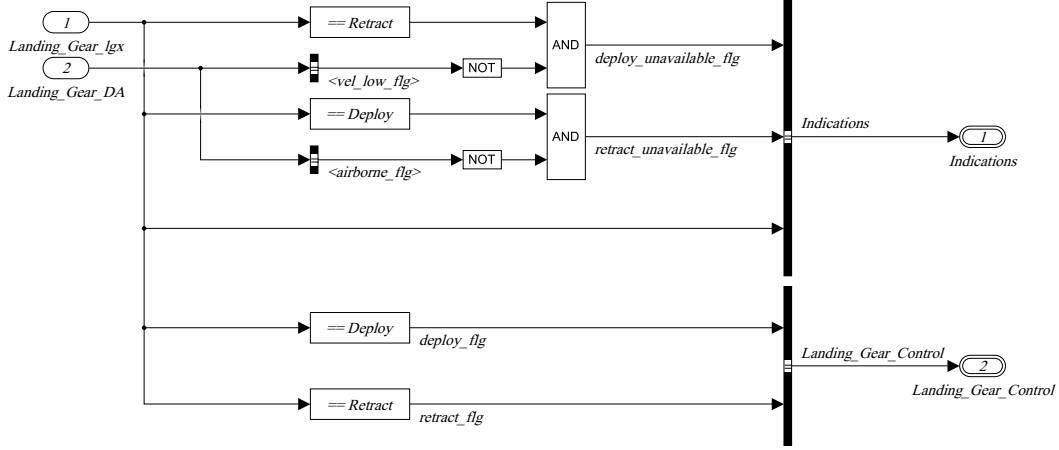 1
== Retract
Landing_Gear_lgx
AND
deploy_unavailable_flg
2
NOT
<vel_low_flg>
Landing_Gear_DA
== Deploy
AND
Indications
1
retract_unavailable_flg
NOT
<airborne_flg>
Indications
== Deploy
deploy_flg
Landing_Gear_Control
2
Landing_Gear_Control
== Retract
retract_flg